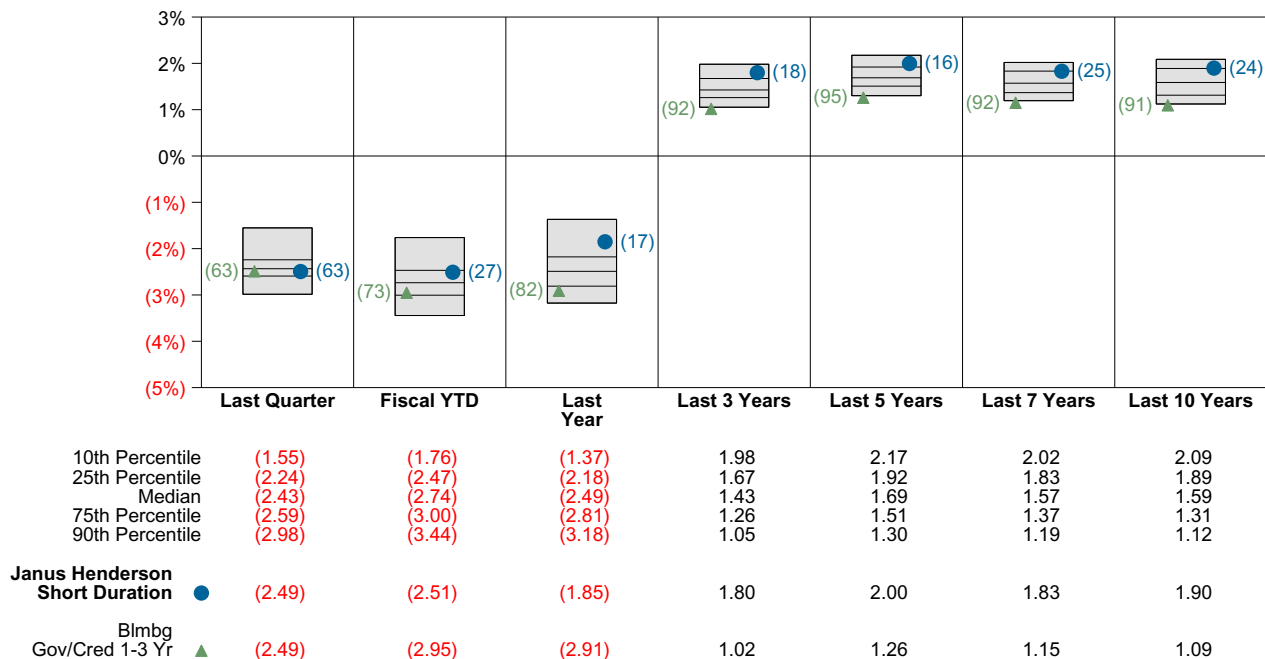 3%
2%
1%
0%
(1%)
(2%)
(3%)
(4%)
(5%)
(63) (63)
(73) (27)
(82) (17)
(92) (18)
(95) (16)
(92) (25)
(91) (24)
Last Quarter Fiscal YTD Last Year Last 3 Years Last 5 Years Last 7 Years Last 10 Years
10th Percentile (1.55) (1.76) (1.37) 1.98 2.17 2.02 2.09
25th Percentile (2.24) (2.47) (2.18) 1.67 1.92 1.83 1.89
Median (2.43) (2.74) (2.49) 1.43 1.69 1.57 1.59
75th Percentile (2.59) (3.00) (2.81) 1.26 1.51 1.37 1.31
90th Percentile (2.98) (3.44) (3.18) 1.05 1.30 1.19 1.12
Janus Henderson
Short Duration (2.49) (2.51) (1.85) 1.80 2.00 1.83 1.90
Blmbg
Gov/Cred 1-3 Yr (2.49) (2.95) (2.91) 1.02 1.26 1.15 1.09